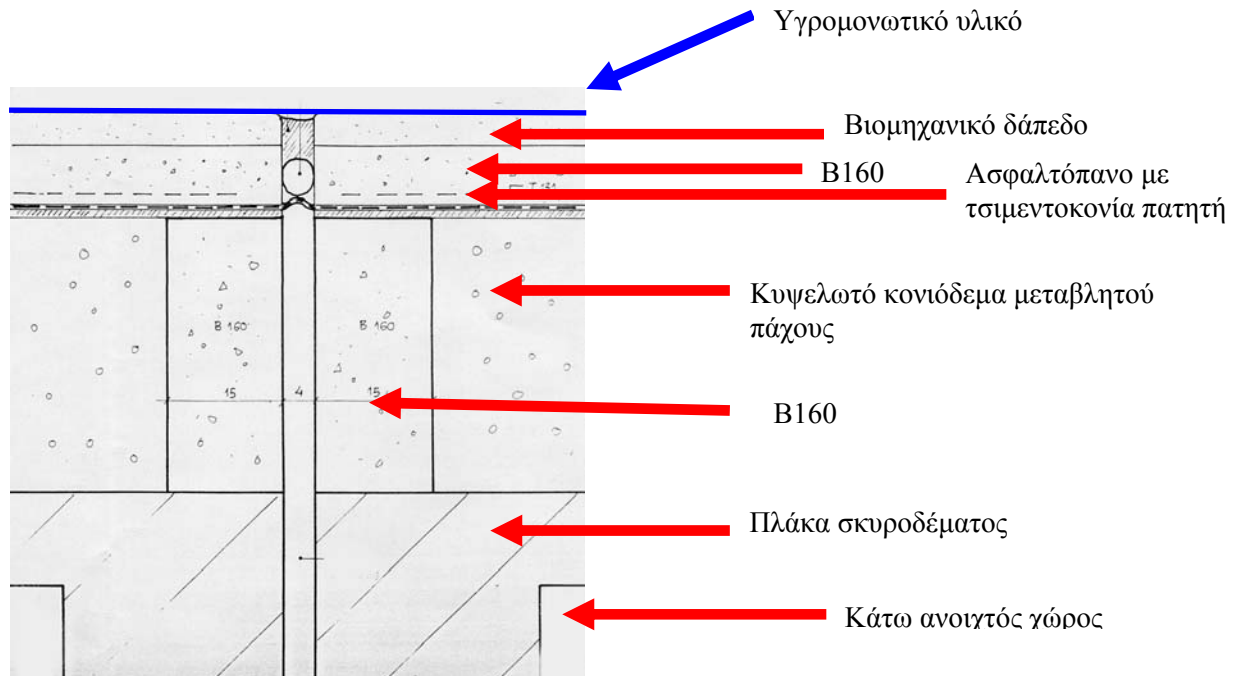 Υγρομονωτικό υλικό
Βιομηχανικό δάπεδο
Β160
Ασφαλτόπανο με
τσιμεντοκονία πατητή
T 131
Κυψελωτό κονιόδεμα μεταβλητού
πάχους
B 160
B 160
15
4
15
Β160
Πλάκα σκυροδέματος
Κάτω ανοιχτός χώρος